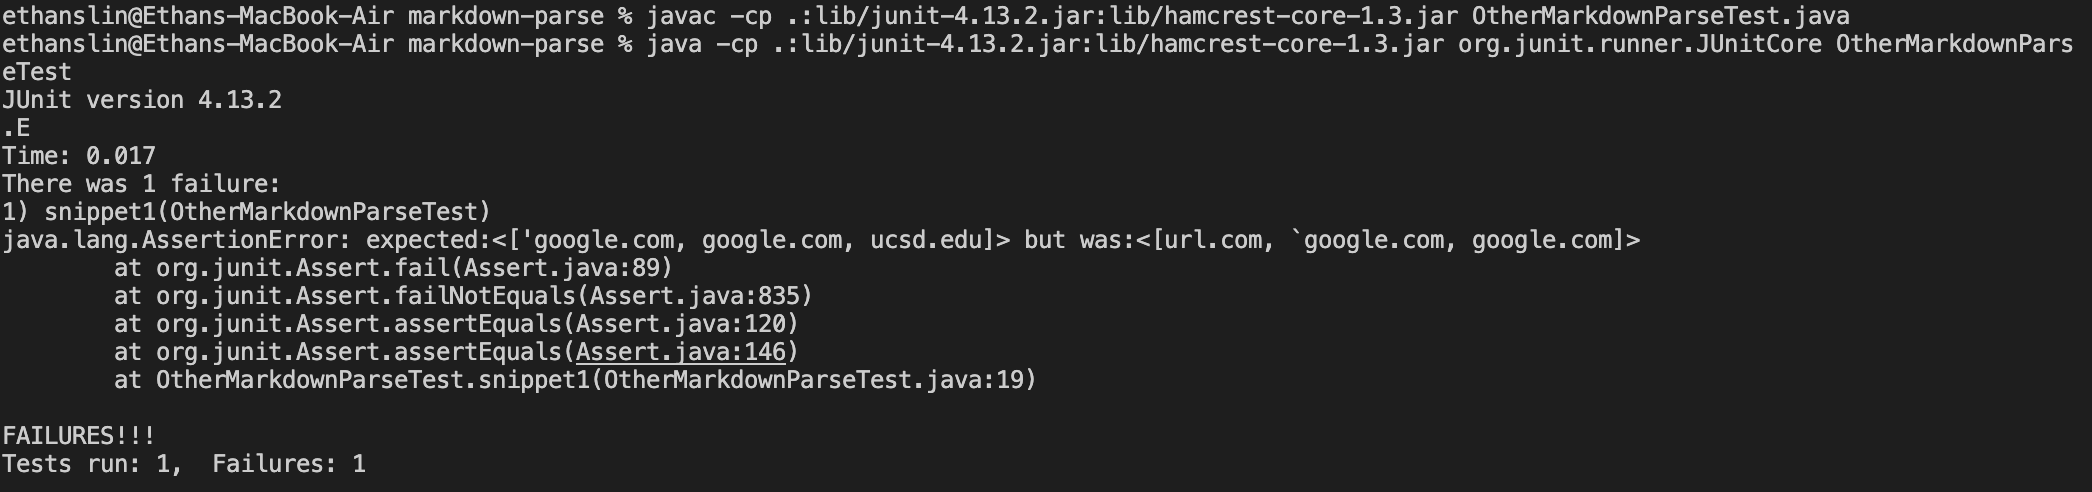 ethanslin@Ethans-MacBook-Air markdown-parse % javac -cp .:lib/junit-4.13.2.jar:lib/hamcrest-core-1.3.jar OtherMarkdownParseTest.java
ethanslin@Ethans-MacBook-Air markdown-parse % java -cp .:lib/junit-4.13.2.jar:lib/hamcrest-core-1.3.jar org.junit.runner.JUnitCore OtherMarkdownPars
eTest
JUnit version 4.13.2
.E
Time: 0.017
There was 1 failure:
1) snippet1(OtherMarkdownParseTest)
java.lang.AssertionError: expected:<['google.com, google.com, ucsd.edu]> but was:<[url.com, `google.com, google.com]>
        at org.junit.Assert.fail(Assert.java:89)
        at org.junit.Assert.failNotEquals(Assert.java:835)
        at org.junit.Assert.assertEquals(Assert.java:120)
        at org.junit.Assert.assertEquals(Assert.java:146)
        at OtherMarkdownParseTest.snippet1(OtherMarkdownParseTest.java:19)

FAILURES!!!
Tests run: 1,  Failures: 1